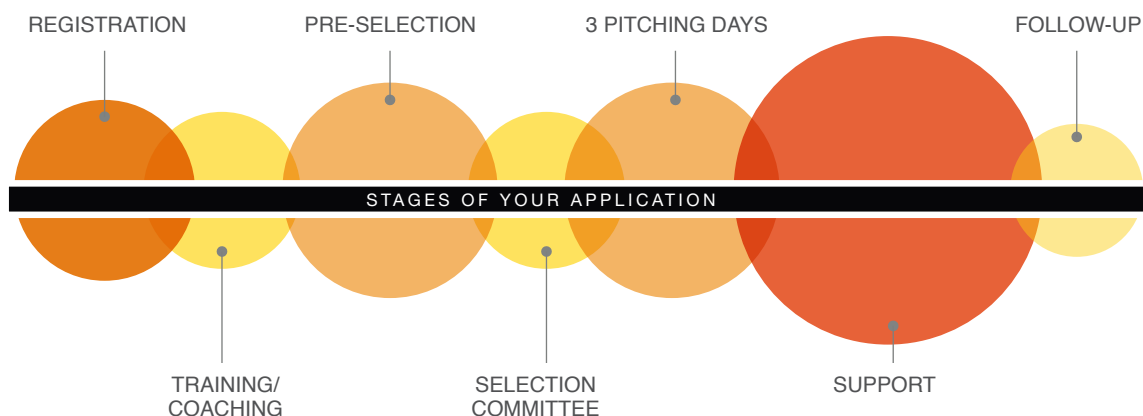 REGISTRATION
PRE-SELECTION
3 PITCHING DAYS
FOLLOW-UP
STAGES OF YOUR APPLICATION
TRAINING/
COACHING
SELECTION
COMMITTEE
SUPPORT